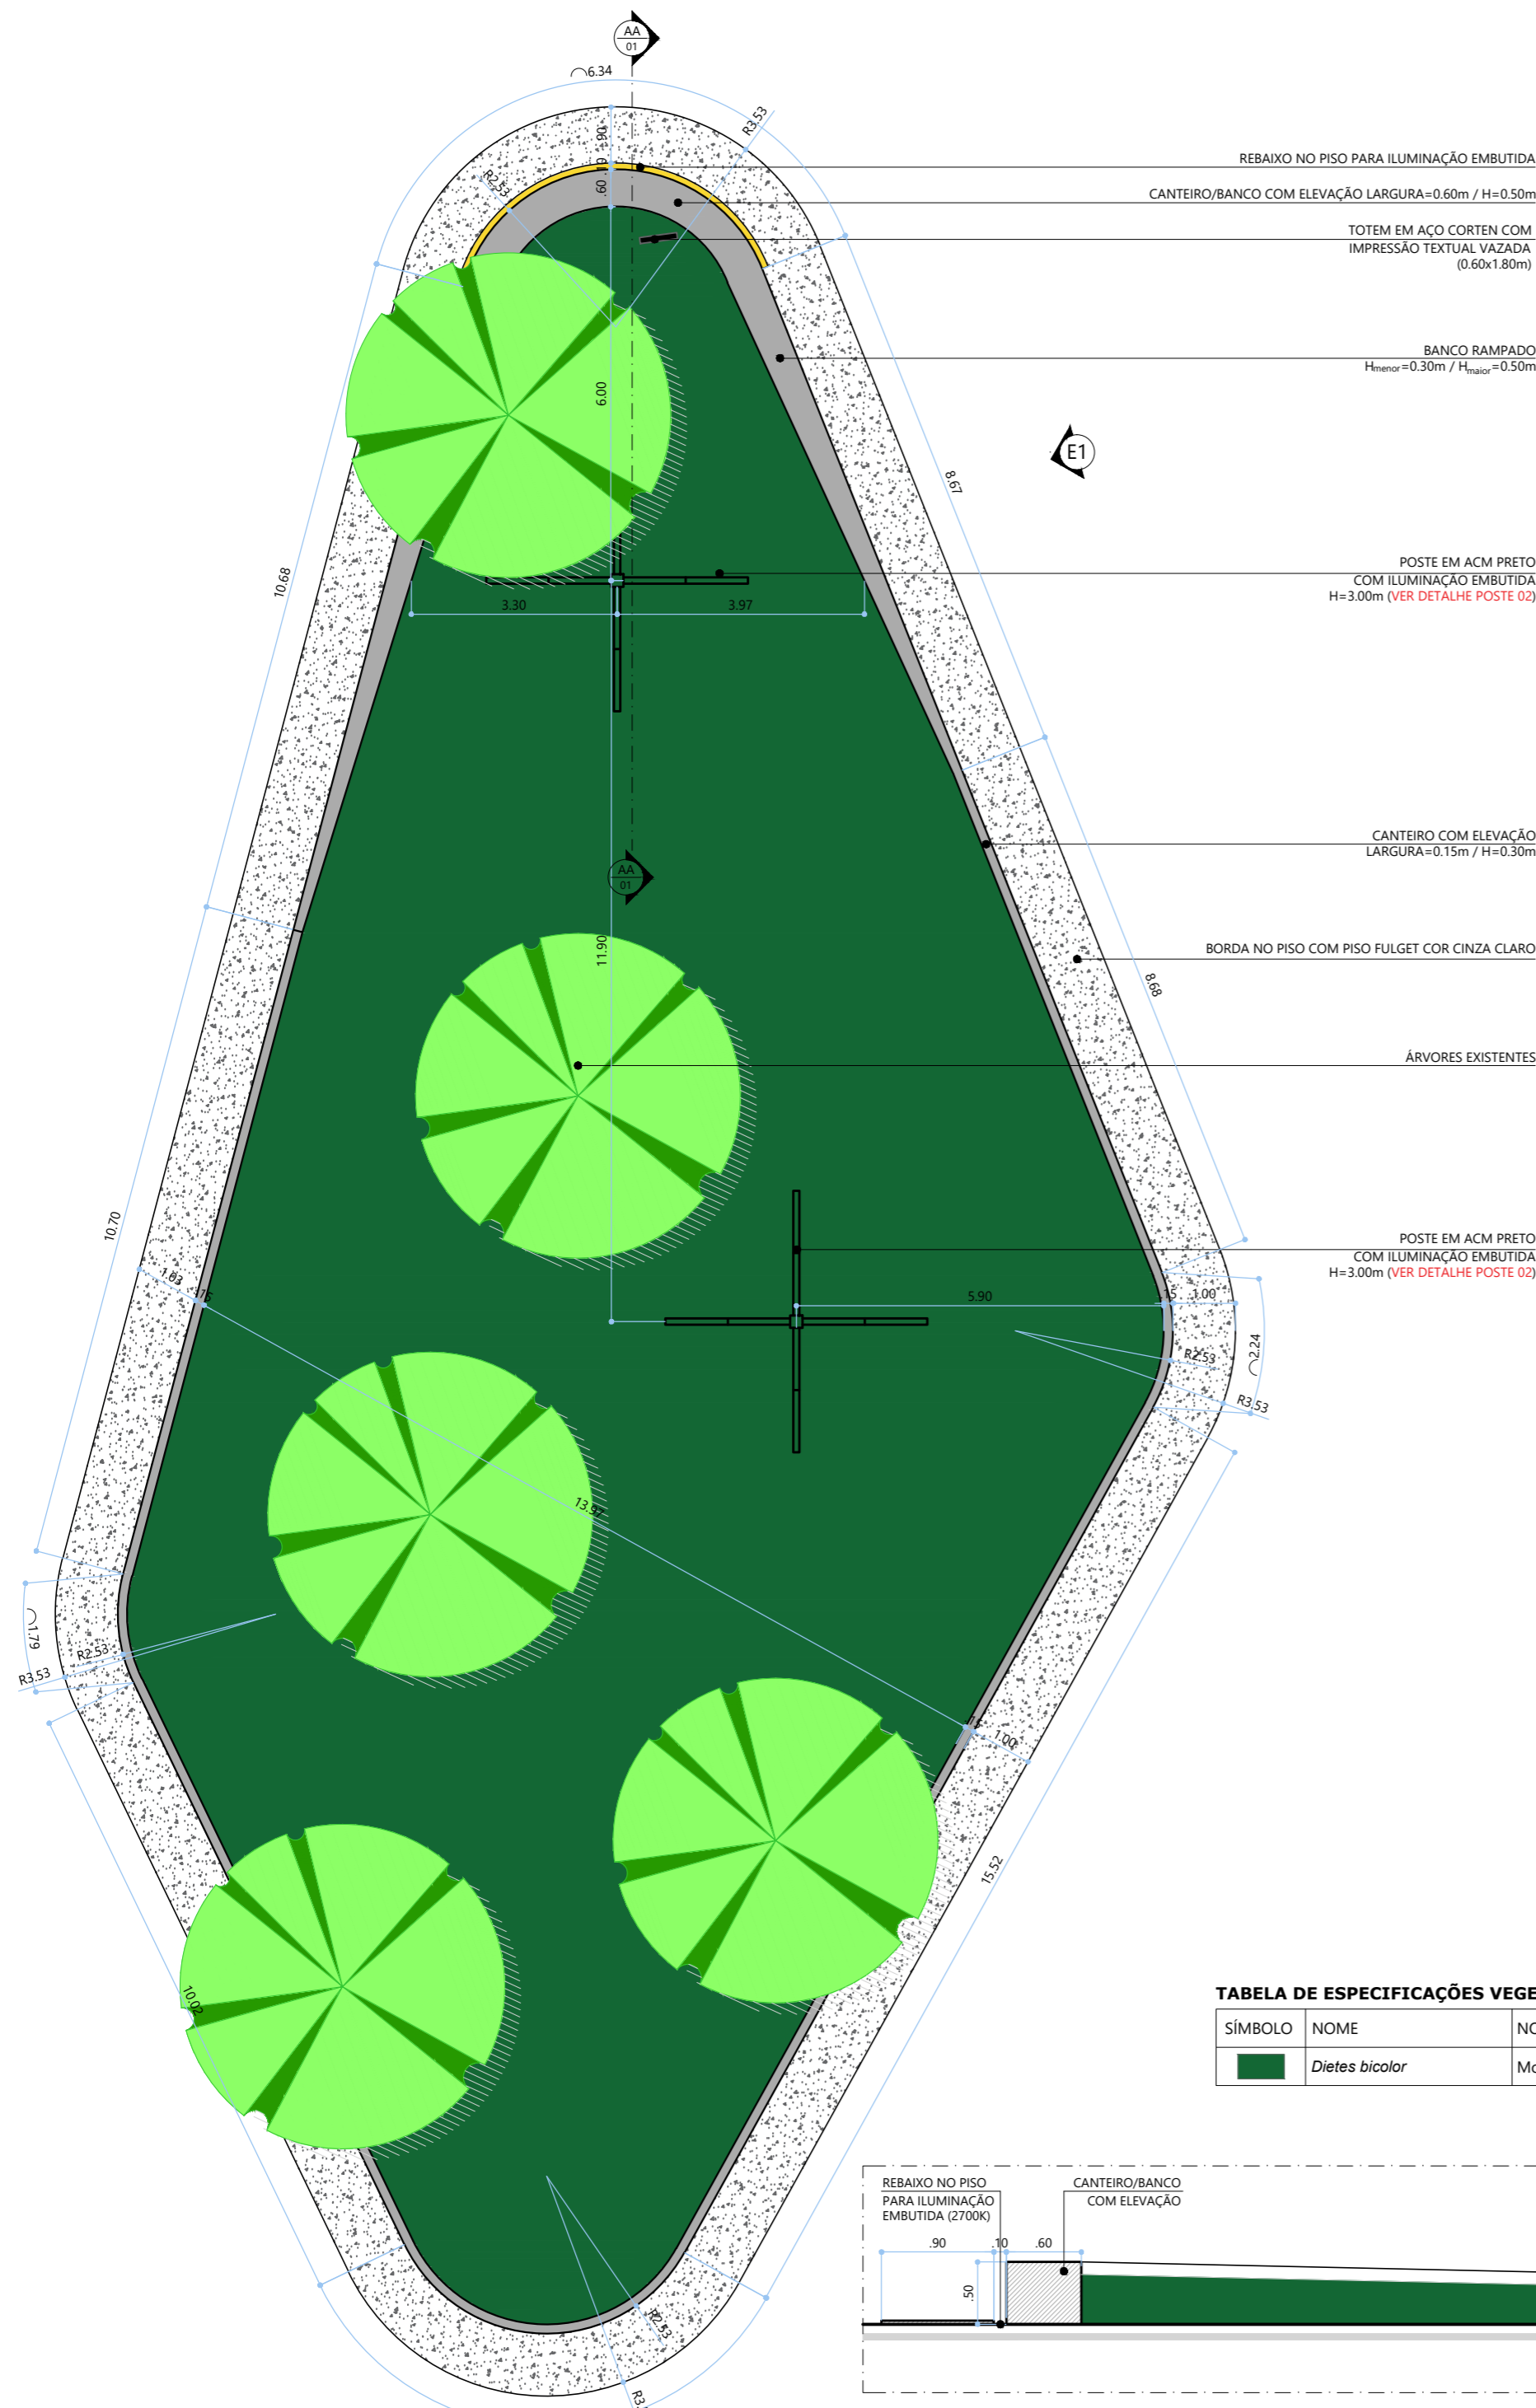 AA
01
6.34
R3.53
.90
.10
.60
R2.53
REBAIXO NO PISO PARA ILUMINAÇÃO EMBUTIDA
CANTEIRO/BANCO COM ELEVAÇÃO LARGURA=0.60m / H=0.50m
TOTEM EM AÇO CORTEN COM
IMPRESSÃO TEXTUAL VAZADA
(0.60x1.80m)
BANCO RAMPADO
Hmenor=0.30m / Hmaior=0.50m
6.00
E1
8.67
10.68
POSTE EM ACM PRETO
COM ILUMINAÇÃO EMBUTIDA
H=3.00m (VER DETALHE POSTE 02)
3.30
3.97
CANTEIRO COM ELEVAÇÃO
LARGURA=0.15m / H=0.30m
AA
01
11.90
BORDA NO PISO COM PISO FULGET COR CINZA CLARO
8.68
ÁRVORES EXISTENTES
10.70
POSTE EM ACM PRETO
COM ILUMINAÇÃO EMBUTIDA
H=3.00m (VER DETALHE POSTE 02)
1.03
.15
5.90
.15
1.00
2.24
R2.53
R3.53
13.97
1.79
R2.53
R3.53
.15
1.00
15.52
10.02
TABELA DE ESPECIFICAÇÕES VEGE
SÍMBOLO
NOME
NO
Dietes bicolor
Mo
REBAIXO NO PISO
PARA ILUMINAÇÃO
EMBUTIDA (2700K)
CANTEIRO/BANCO
COM ELEVAÇÃO
.90
.10
.60
.50
R2.53
R3.